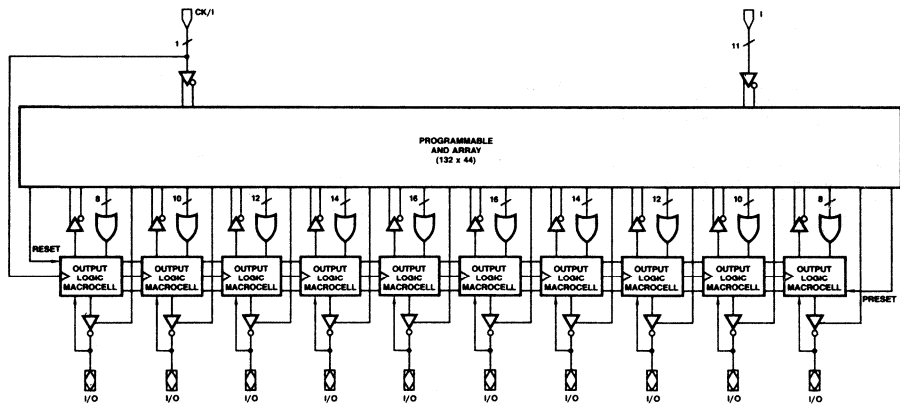 CK/I
I
1
11
PROGRAMMABLE
AND ARRAY
(132 x 44)
8
10
12
14
16
16
14
12
10
8
RESET
OUTPUT
LOGIC
MACROCELL
OUTPUT
LOGIC
MACROCELL
OUTPUT
LOGIC
MACROCELL
OUTPUT
LOGIC
MACROCELL
OUTPUT
LOGIC
MACROCELL
OUTPUT
LOGIC
MACROCELL
OUTPUT
LOGIC
MACROCELL
OUTPUT
LOGIC
MACROCELL
OUTPUT
LOGIC
MACROCELL
OUTPUT
LOGIC
MACROCELL
PRESET
I/O
I/O
I/O
I/O
I/O
I/O
I/O
I/O
I/O
I/O